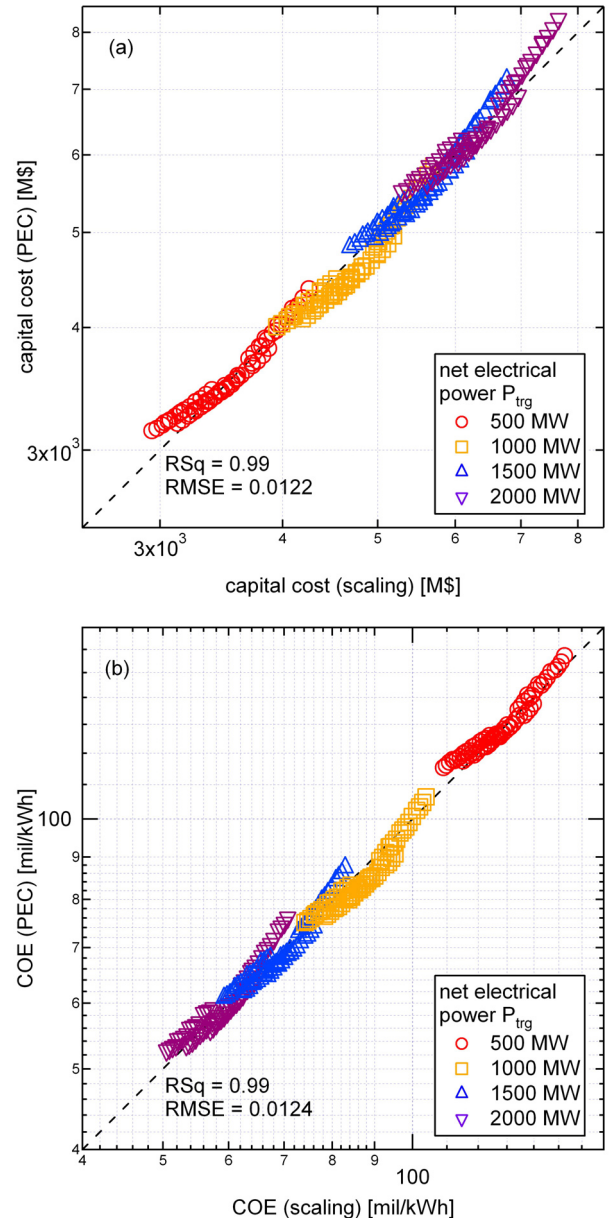 (a)
8
7
6
5
4
3x10³
capital cost (PEC) [M$]
RSq = 0.99
RMSE = 0.0122
net electrical
power P_trg
500 MW
1000 MW
1500 MW
2000 MW
3x10³
4
5
6
7
8
capital cost (scaling) [M$]
(b)
100
9
8
7
6
5
4
COE (PEC) [mil/kWh]
RSq = 0.99
RMSE = 0.0124
net electrical
power P_trg
500 MW
1000 MW
1500 MW
2000 MW
4
5
6
7
8
9
100
COE (scaling) [mil/kWh]